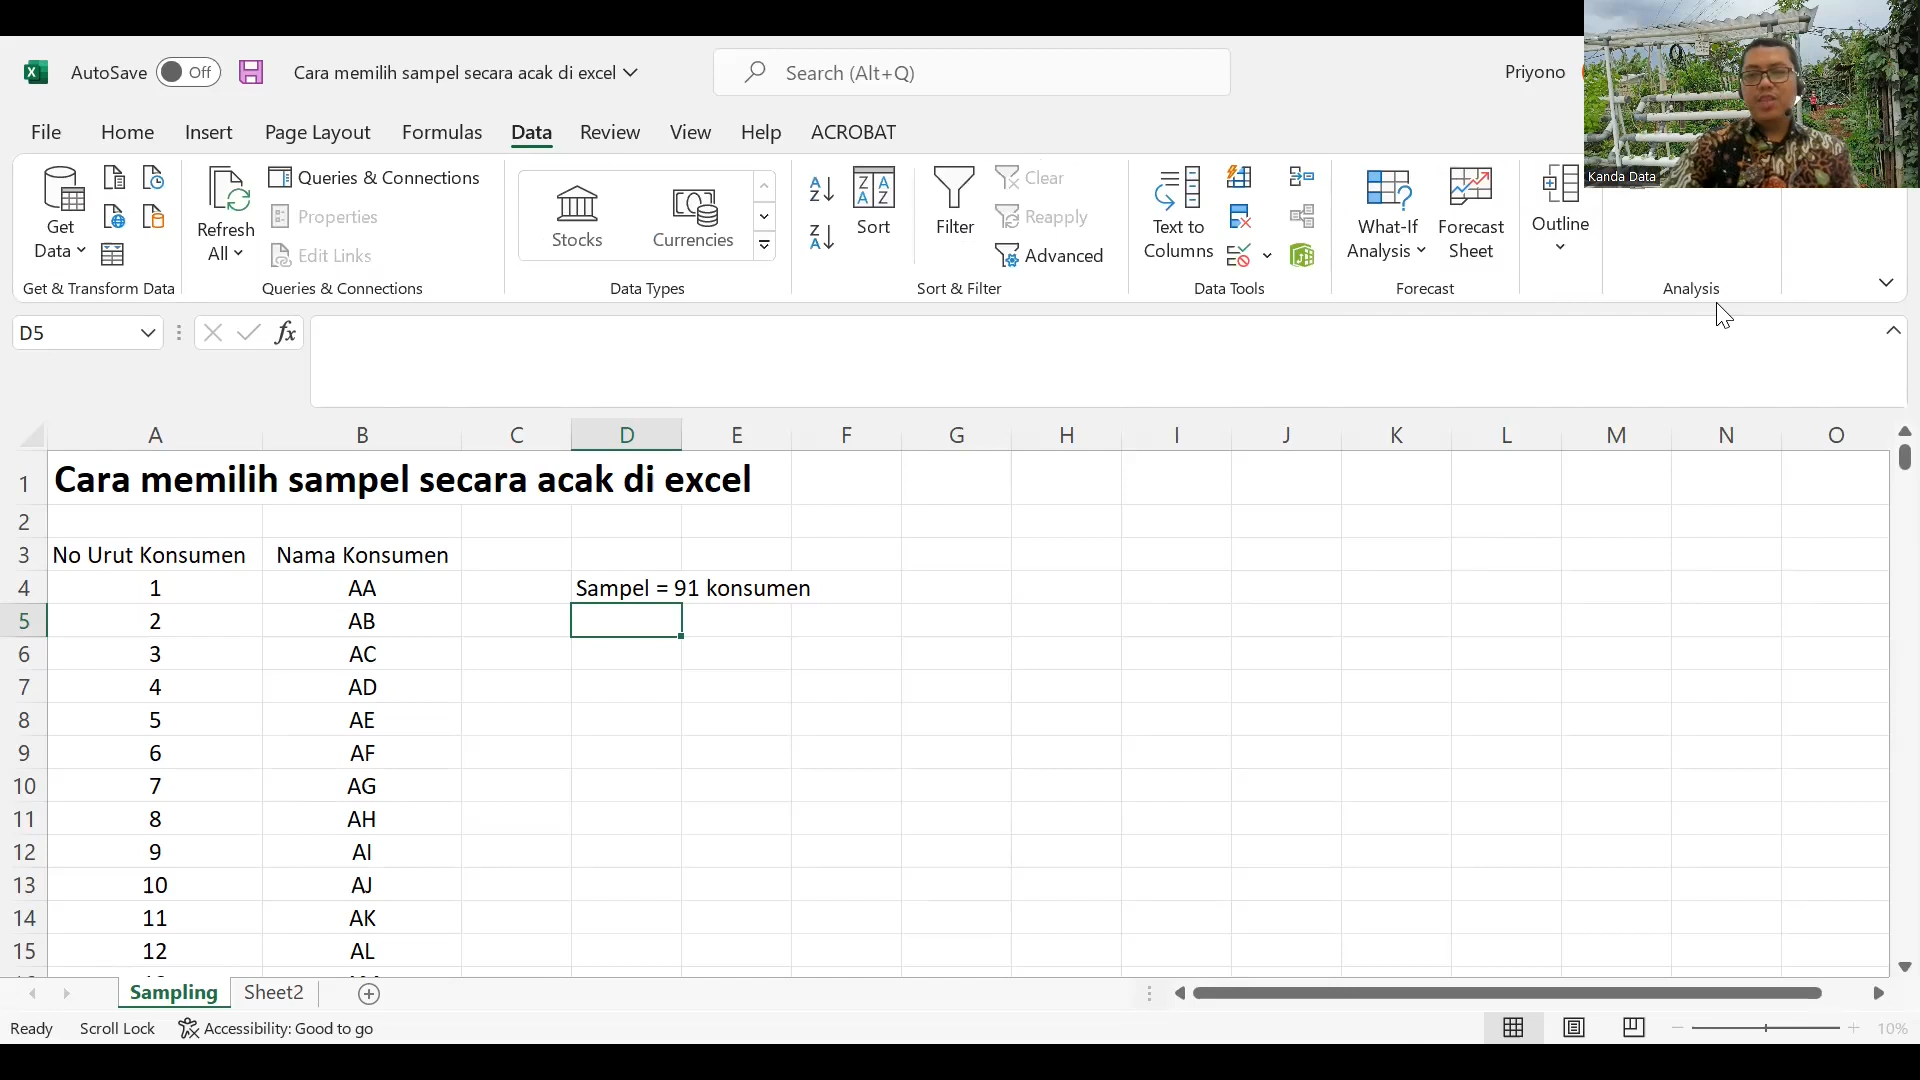 AutoSave Off Cara memilih sampel secara acak di excel Search (Alt+Q) Priyono
File Home Insert Page Layout Formulas Data Review View Help ACROBAT
Kanda Data
Get Data
Refresh All
Queries & Connections
Properties
Edit Links
Stocks
Currencies
Sort
Filter
Clear
Reapply
Advanced
Text to Columns
What-If Analysis
Forecast Sheet
Outline
Get & Transform Data Queries & Connections Data Types Sort & Filter Data Tools Forecast Analysis
D5 fx
A B C D E F G H I J K L M N O
1 Cara memilih sampel secara acak di excel
2
3 No Urut Konsumen Nama Konsumen
4 1 AA Sampel = 91 konsumen
5 2 AB
6 3 AC
7 4 AD
8 5 AE
9 6 AF
10 7 AG
11 8 AH
12 9 AI
13 10 AJ
14 11 AK
15 12 AL
Sampling Sheet2
Ready Scroll Lock Accessibility: Good to go 10%